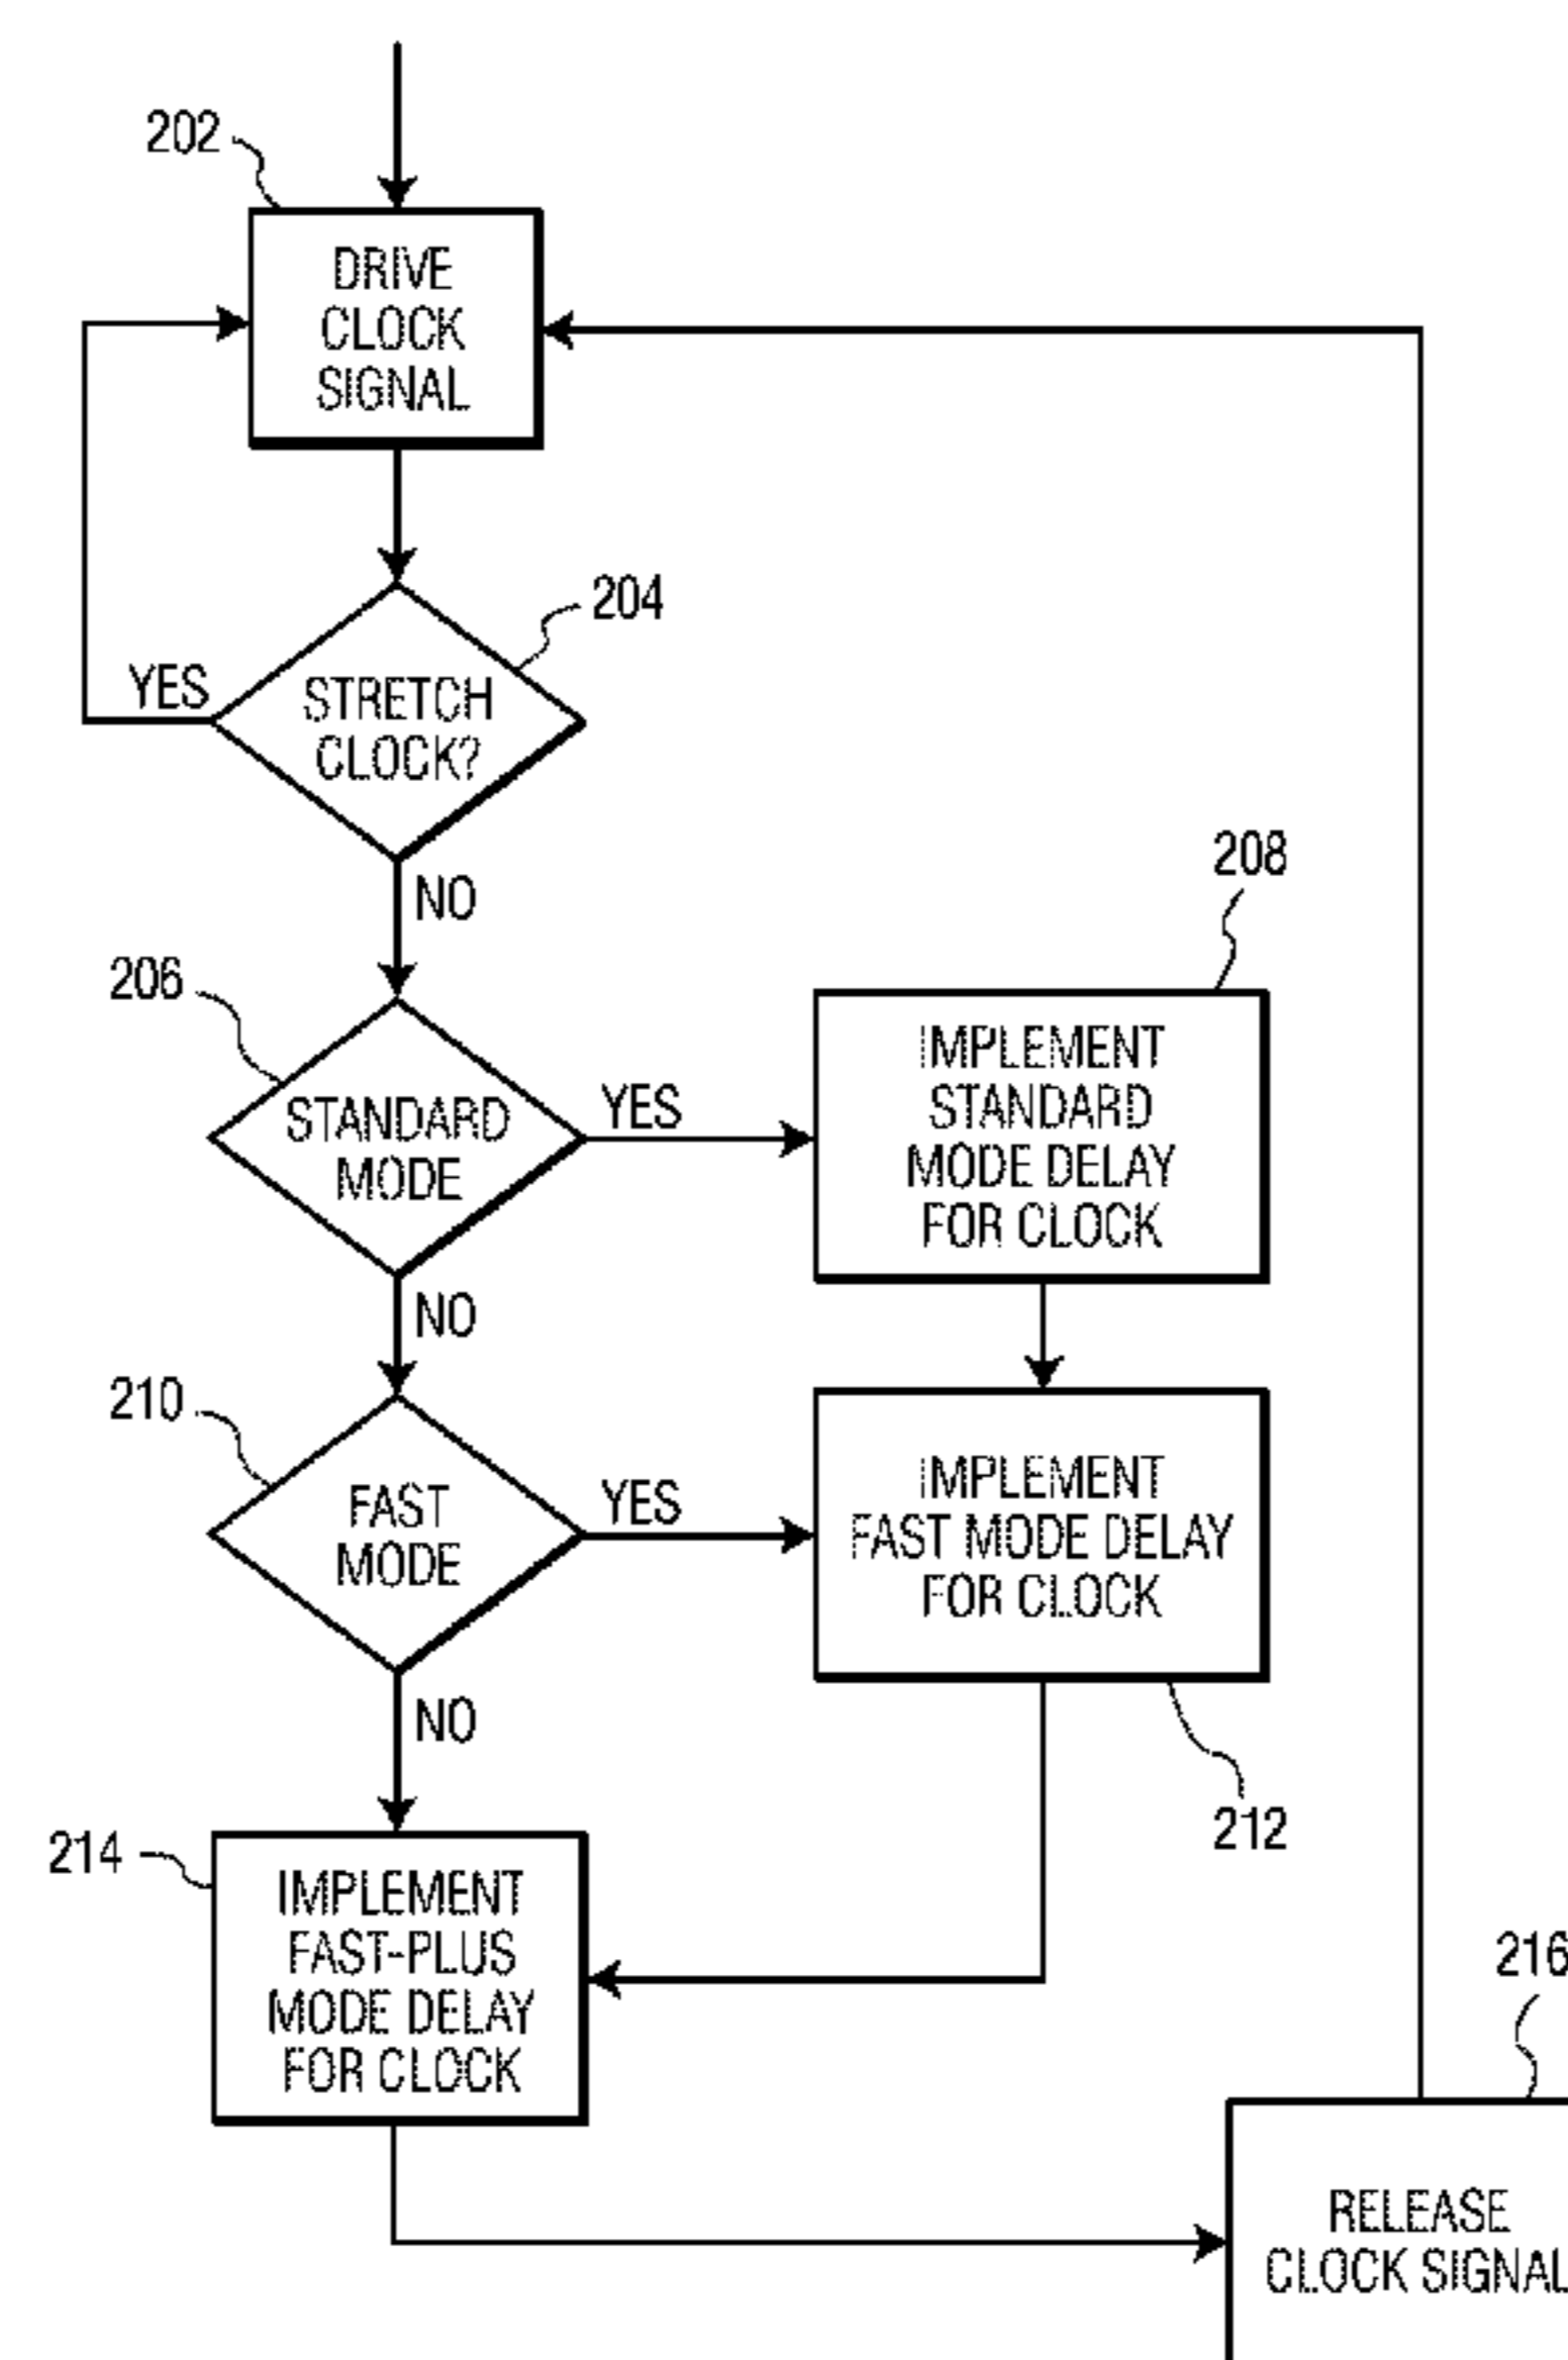 202
DRIVE
CLOCK
SIGNAL
204
YES
STRETCH
CLOCK?
NO
208
206
STANDARD
MODE
YES
IMPLEMENT
STANDARD
MODE DELAY
FOR CLOCK
NO
210
FAST
MODE
YES
IMPLEMENT
FAST MODE DELAY
FOR CLOCK
NO
212
214
IMPLEMENT
FAST-PLUS
MODE DELAY
FOR CLOCK
216
RELEASE
CLOCK SIGNAL